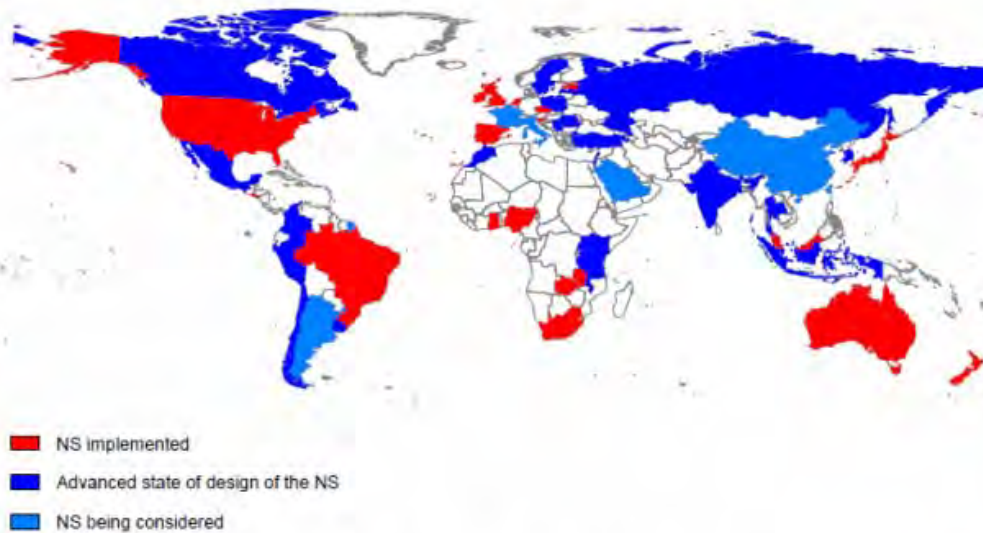 NS implemented
Advanced state of design of the NS
NS being considered